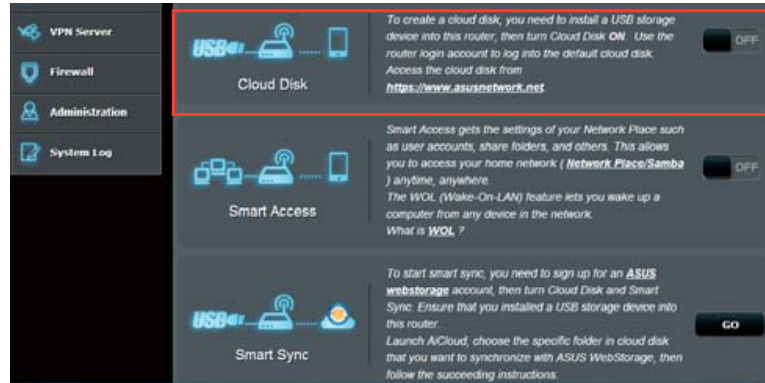 VPN Server
Firewall
Administration
System Log
USB
Cloud Disk
To create a cloud disk, you need to install a USB storage
device into this router, then turn Cloud Disk ON. Use the
router login account to log into the default cloud disk.
Access the cloud disk from
https://www.asusnetwork.net
OFF
Smart Access
Smart Access gets the settings of your Network Place such
as user accounts, share folders, and others. This allows
you to access your home network ( Network Place/Samba
) anytime, anywhere.
The WOL (Wake-On-LAN) feature lets you wake up a
computer from any device in the network.
What is WOL ?
OFF
USB
Smart Sync
To start smart sync, you need to sign up for an ASUS
webstorage account, then turn Cloud Disk and Smart
Sync. Ensure that you installed a USB storage device into
this router.
Launch AiCloud, choose the specific folder in cloud disk
that you want to synchronize with ASUS WebStorage, then
follow the succeeding instructions.
GO